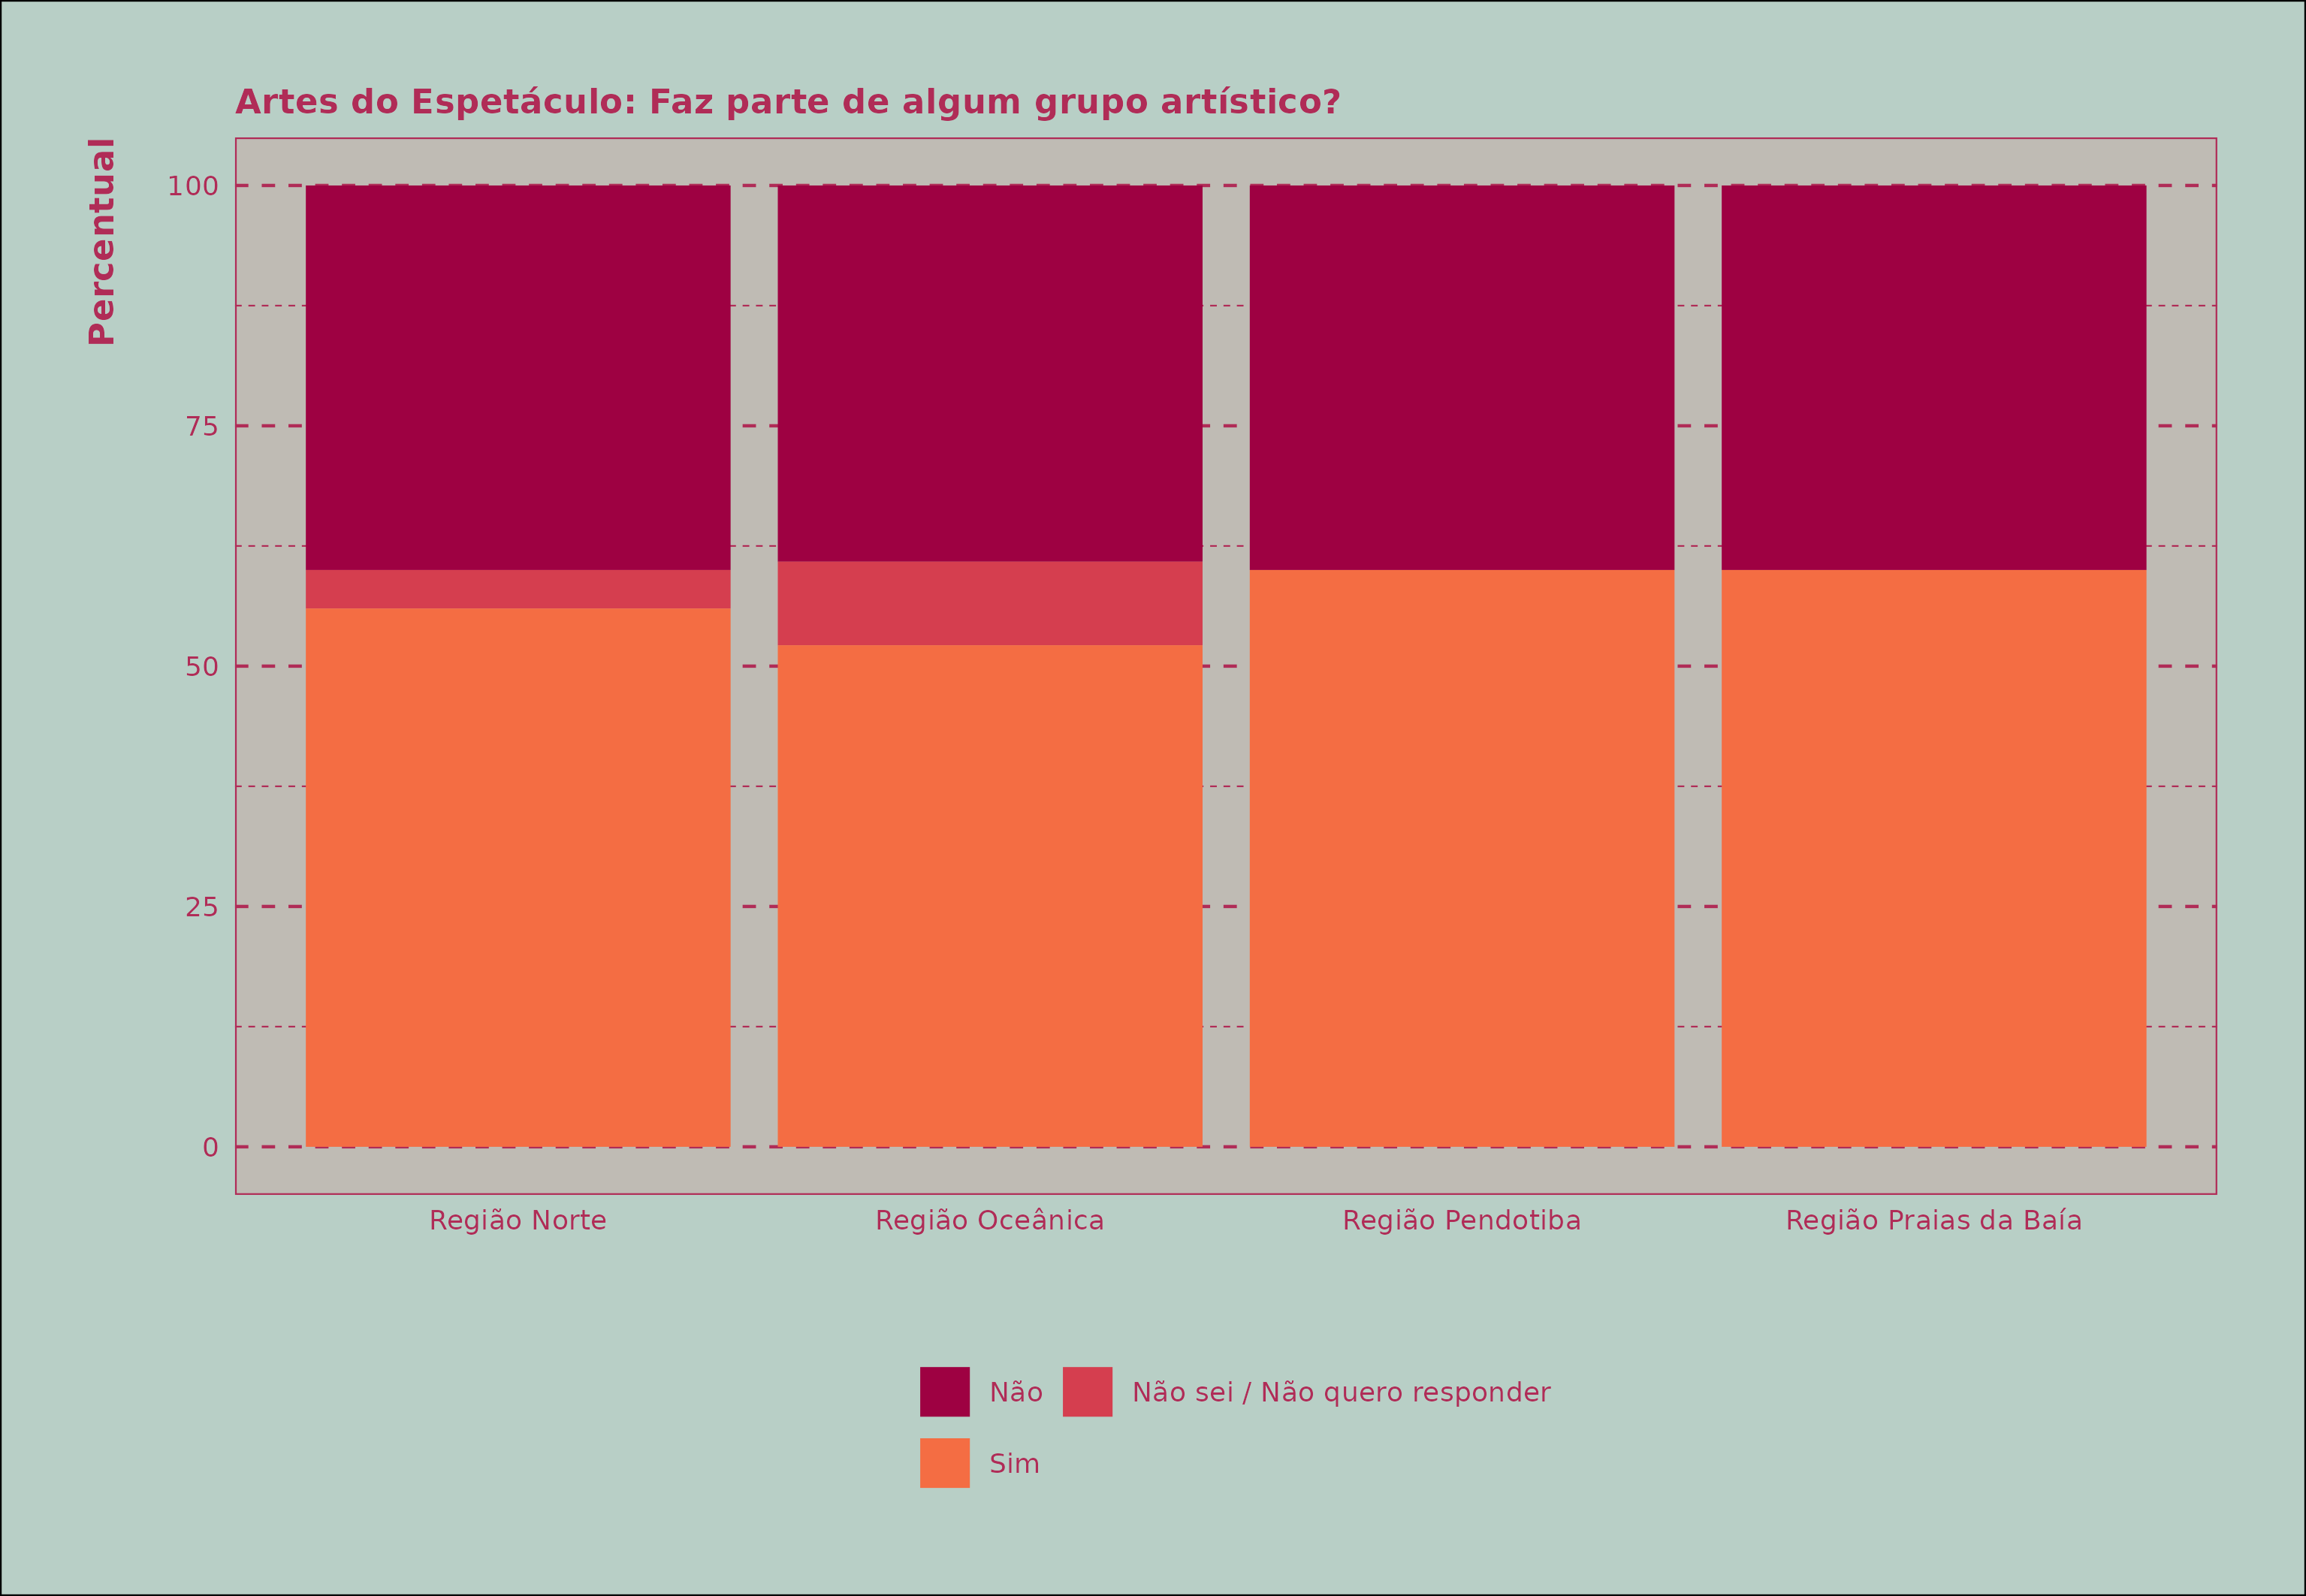 Artes do Espetáculo: Faz parte de algum grupo artístico?
Percentual
100
75
50
25
0
Região Norte
Região Oceânica
Região Pendotiba
Região Praias da Baía
Não
Não sei / Não quero responder
Sim